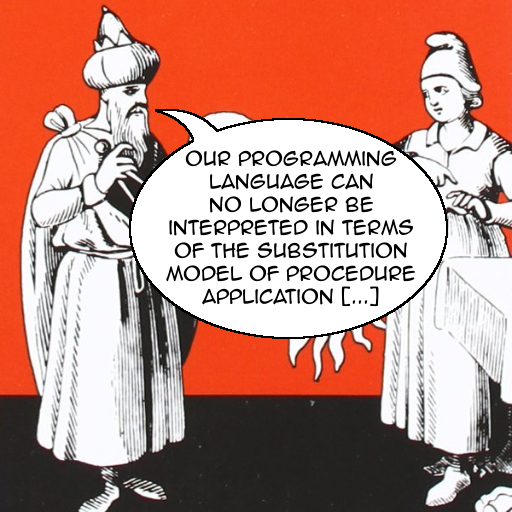 OUR PROGRAMMING
LANGUAGE CAN
NO LONGER BE
INTERPRETED IN TERMS
OF THE SUBSTITUTION
MODEL OF PROCEDURE
APPLICATION [...]